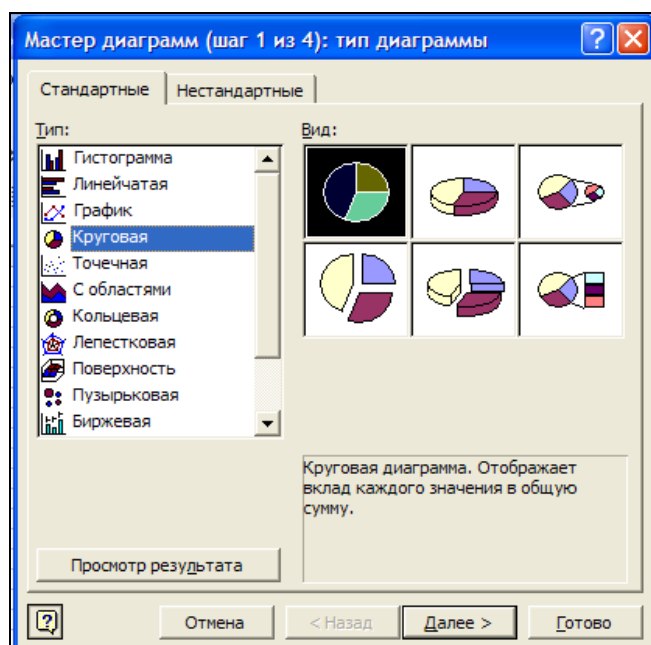 Мастер диаграмм (шаг 1 из 4): тип диаграммы
Стандартные
Нестандартные
Тип:
Гистограмма
Линейчатая
График
Круговая
Точечная
С областями
Кольцевая
Лепестковая
Поверхность
Пузырьковая
Биржевая
Вид:
Круговая диаграмма. Отображает
вклад каждого значения в общую
сумму.
Просмотр результата
Отмена
< Назад
Далее >
Готово